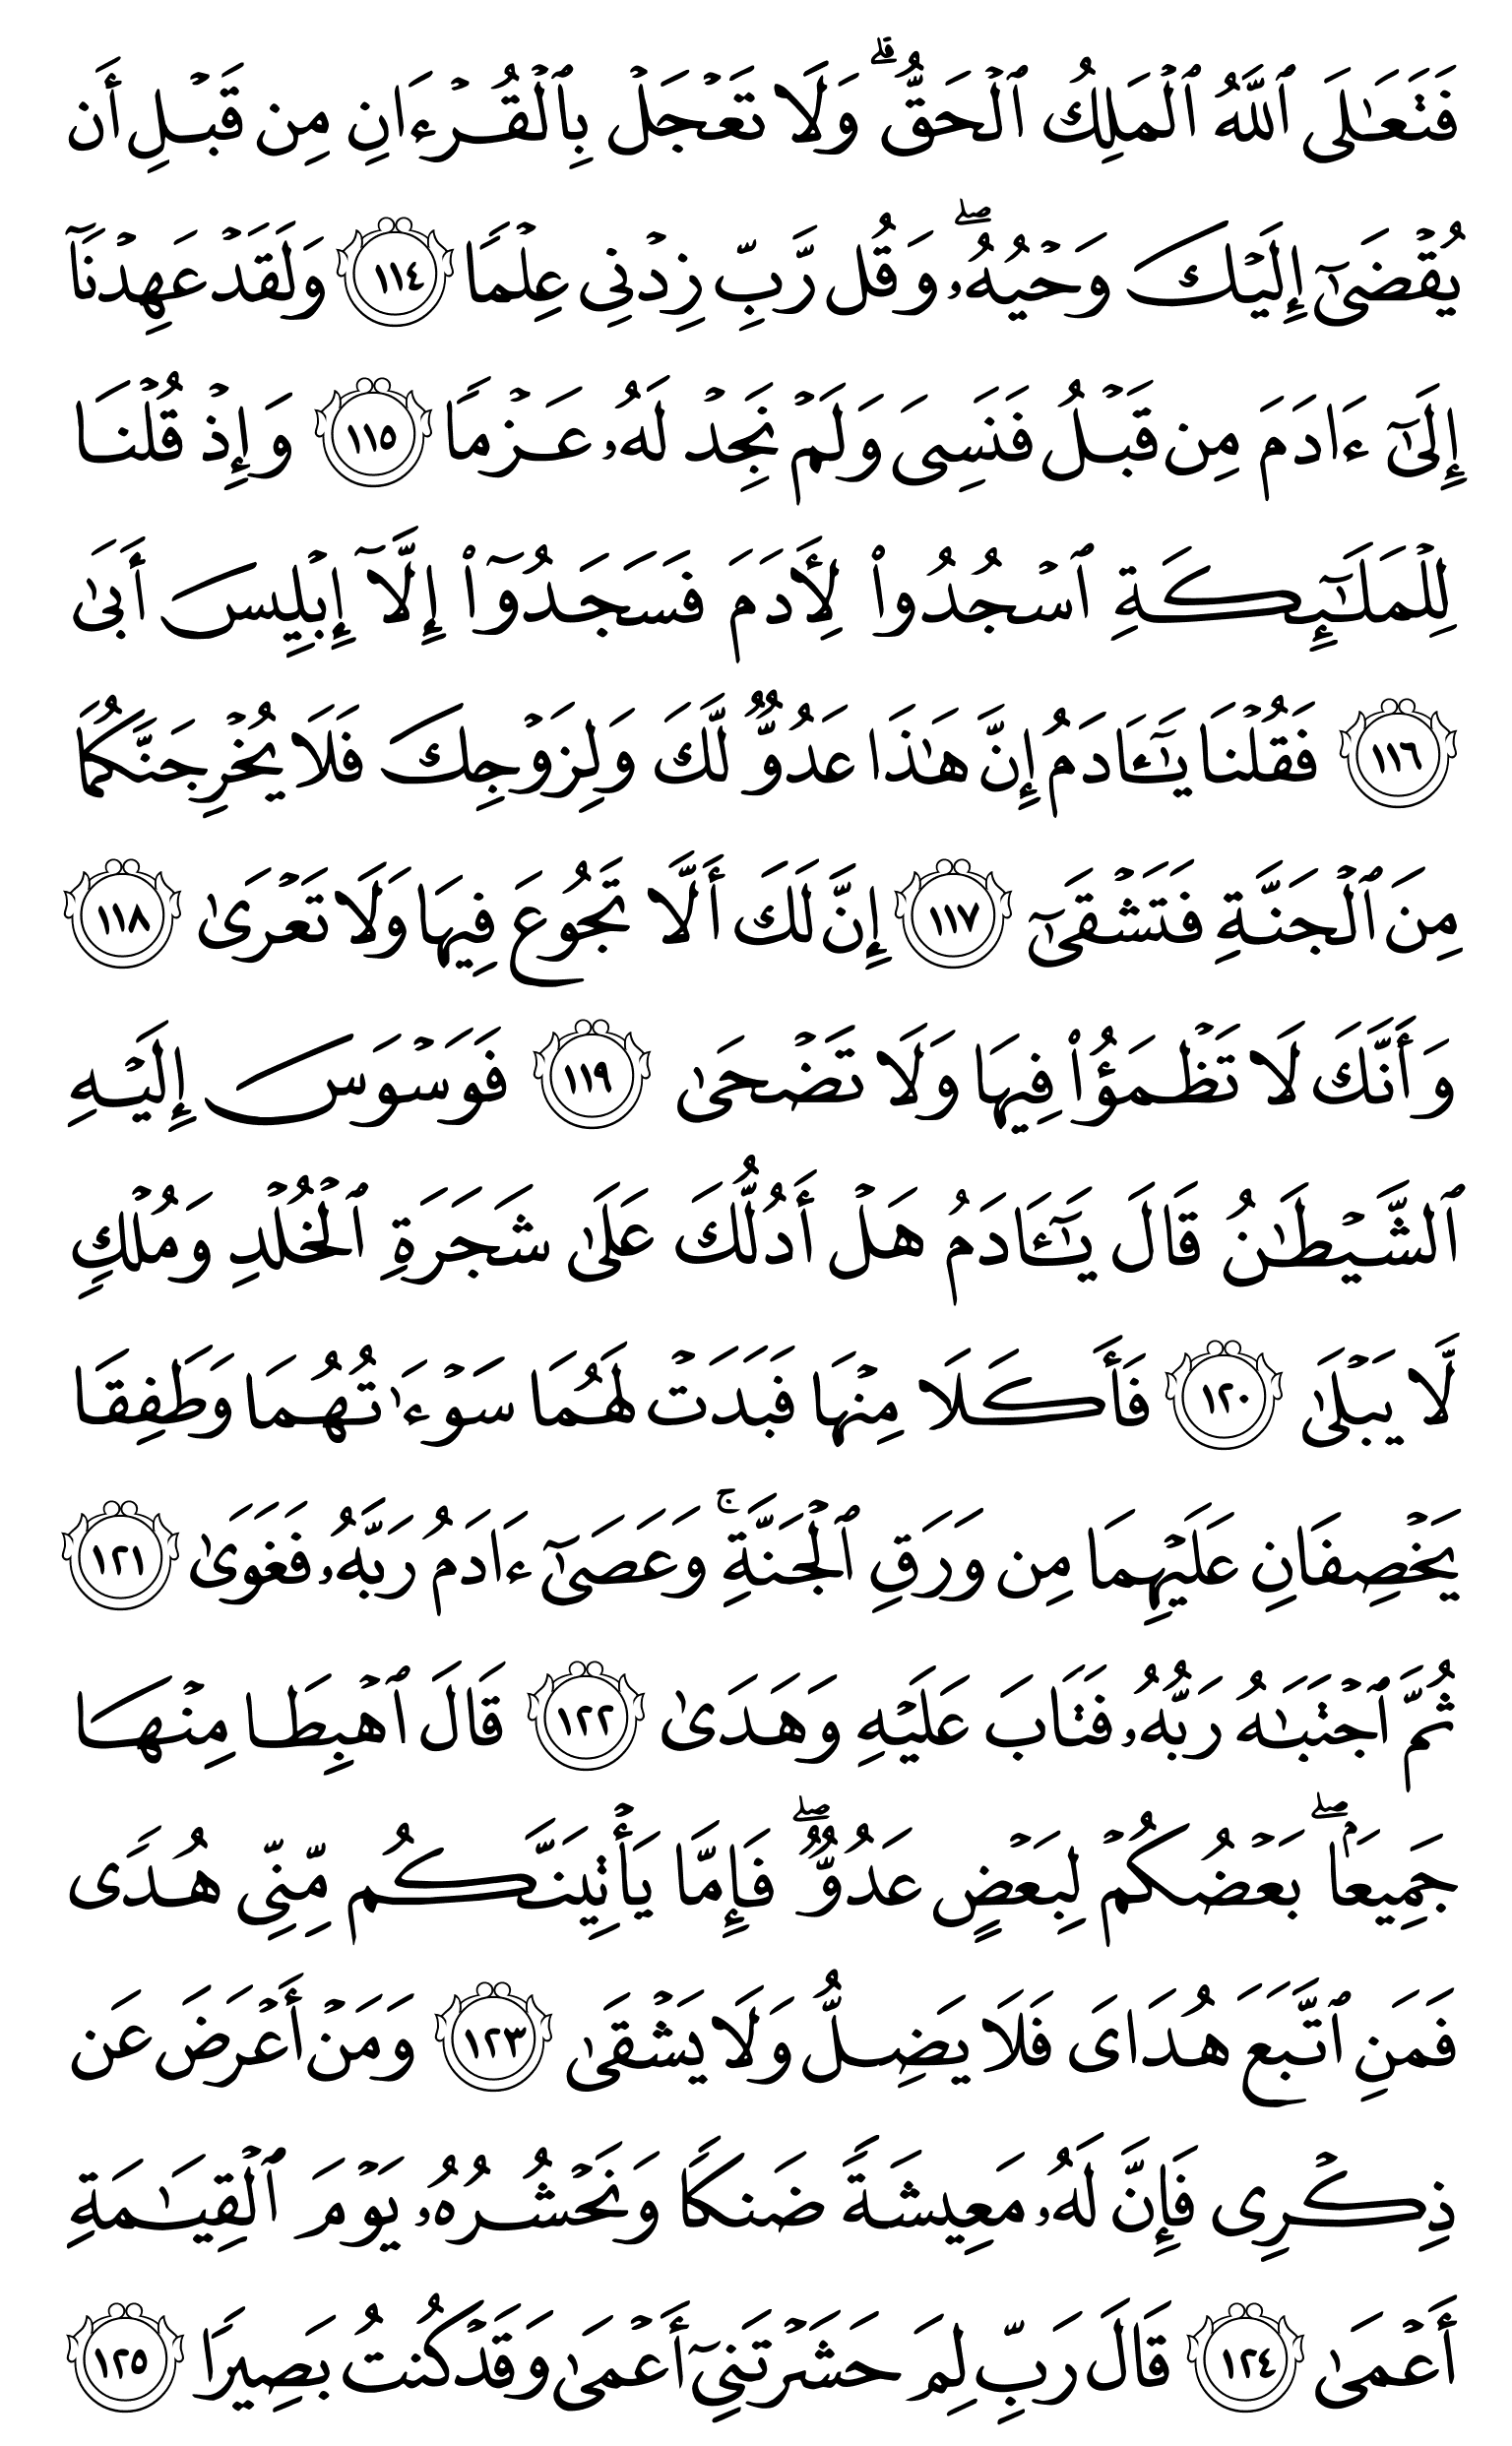 فَتَعَـٰلَى ٱللَّهُ ٱلْمَلِكُ ٱلْحَقُّ ۗ وَلَا تَعْجَلْ بِٱلْقُرْءَانِ مِن قَبْلِ أَن
يُقْضَىٰٓ إِلَيْكَ وَحْيُهُۥ ۖ وَقُل رَّبِّ زِدْنِى عِلْمًا ١١٤ وَلَقَدْ عَهِدْنَآ
إِلَىٰٓ ءَادَمَ مِن قَبْلُ فَنَسِىَ وَلَمْ نَجِدْ لَهُۥ عَزْمًا ١١٥ وَإِذْ قُلْنَا
لِلْمَلَـٰٓئِكَةِ ٱسْجُدُوا۟ لِـَٔادَمَ فَسَجَدُوٓا۟ إِلَّآ إِبْلِيسَ أَبَىٰ
١١٦ فَقُلْنَا يَـٰٓـَٔادَمُ إِنَّ هَـٰذَا عَدُوٌّ لَّكَ وَلِزَوْجِكَ فَلَا يُخْرِجَنَّكُمَا
مِنَ ٱلْجَنَّةِ فَتَشْقَىٰٓ ١١٧ إِنَّ لَكَ أَلَّا تَجُوعَ فِيهَا وَلَا تَعْرَىٰ ١١٨
وَأَنَّكَ لَا تَظْمَؤُا۟ فِيهَا وَلَا تَضْحَىٰ ١١٩ فَوَسْوَسَ إِلَيْهِ
ٱلشَّيْطَـٰنُ قَالَ يَـٰٓـَٔادَمُ هَلْ أَدُلُّكَ عَلَىٰ شَجَرَةِ ٱلْخُلْدِ وَمُلْكٍ
لَّا يَبْلَىٰ ١٢٠ فَأَكَلَا مِنْهَا فَبَدَتْ لَهُمَا سَوْءَٰتُهُمَا وَطَفِقَا
يَخْصِفَانِ عَلَيْهِمَا مِن وَرَقِ ٱلْجَنَّةِ ۚ وَعَصَىٰٓ ءَادَمُ رَبَّهُۥ فَغَوَىٰ ١٢١
ثُمَّ ٱجْتَبَـٰهُ رَبُّهُۥ فَتَابَ عَلَيْهِ وَهَدَىٰ ١٢٢ قَالَ ٱهْبِطَا مِنْهَا
جَمِيعًۢا ۖ بَعْضُكُمْ لِبَعْضٍ عَدُوٌّ ۖ فَإِمَّا يَأْتِيَنَّكُم مِّنِّى هُدًى
فَمَنِ ٱتَّبَعَ هُدَاىَ فَلَا يَضِلُّ وَلَا يَشْقَىٰ ١٢٣ وَمَنْ أَعْرَضَ عَن
ذِكْرِى فَإِنَّ لَهُۥ مَعِيشَةً ضَنكًا وَنَحْشُرُهُۥ يَوْمَ ٱلْقِيَـٰمَةِ
أَعْمَىٰ ١٢٤ قَالَ رَبِّ لِمَ حَشَرْتَنِىٓ أَعْمَىٰ وَقَدْ كُنتُ بَصِيرًا ١٢٥